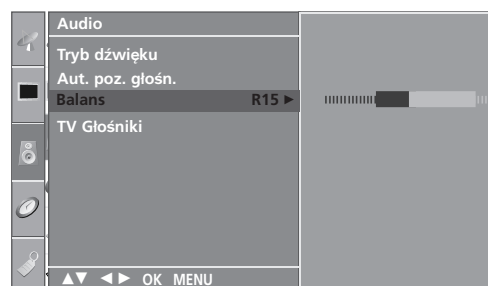 Audio
Tryb dźwięku
Aut. poz. głośn.
Balans R15 ►
TV Głośniki
▲▼ ◄► OK MENU